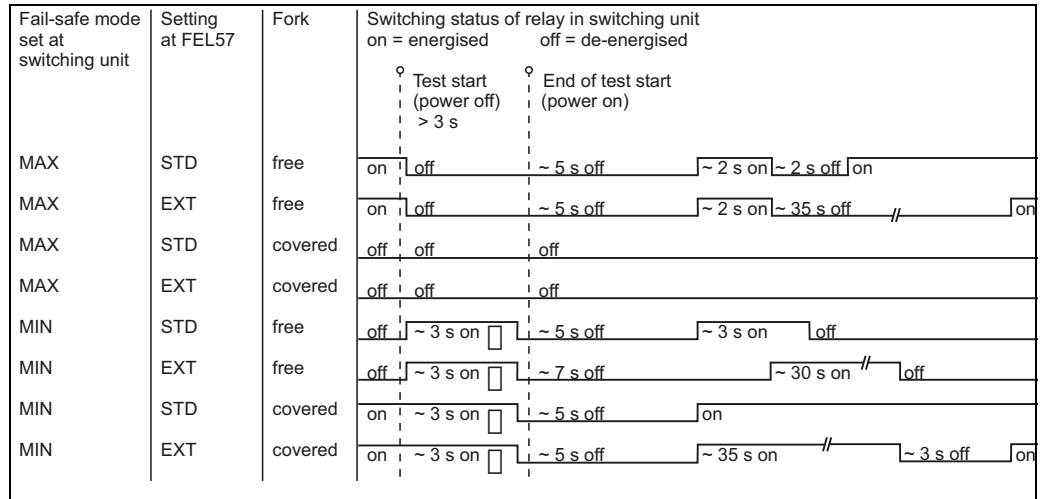 Fail-safe mode set at switching unit Setting at FEL57 Fork Switching status of relay in switching unit
on = energised off = de-energised
Test start (power off) > 3 s End of test start (power on)
MAX STD free on off ~ 5 s off ~ 2 s on ~ 2 s off on
MAX EXT free on off ~ 5 s off ~ 2 s on ~ 35 s off on
MAX STD covered off off off
MAX EXT covered off off off
MIN STD free off ~ 3 s on ~ 5 s off ~ 3 s on off
MIN EXT free off ~ 3 s on ~ 7 s off ~ 30 s on off
MIN STD covered on ~ 3 s on ~ 5 s off on
MIN EXT covered on ~ 3 s on ~ 5 s off ~ 35 s on ~ 3 s off on